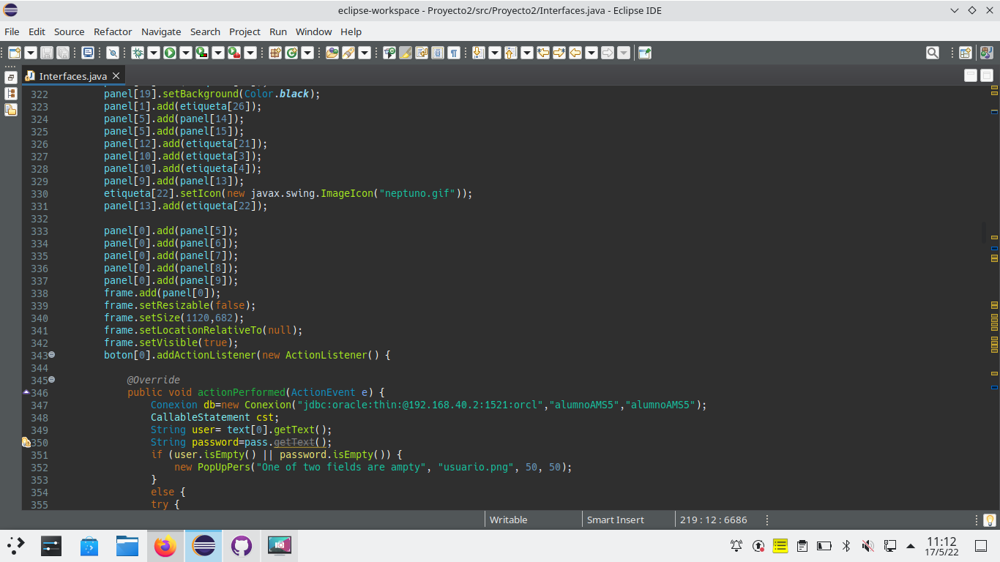 eclipse-workspace - Proyecto2/src/Proyecto2/Interfaces.java - Eclipse IDE
File Edit Source Refactor Navigate Search Project Run Window Help
Interfaces.java
322 panel[19].setBackground(Color.black);
323 panel[1].add(etiqueta[26]);
324 panel[5].add(panel[14]);
325 panel[5].add(panel[15]);
326 panel[12].add(etiqueta[21]);
327 panel[10].add(etiqueta[3]);
328 panel[10].add(etiqueta[4]);
329 panel[9].add(panel[13]);
330 etiqueta[22].setIcon(new javax.swing.ImageIcon("neptuno.gif"));
331 panel[13].add(etiqueta[22]);
332
333 panel[0].add(panel[5]);
334 panel[0].add(panel[6]);
335 panel[0].add(panel[7]);
336 panel[0].add(panel[8]);
337 panel[0].add(panel[9]);
338 frame.add(panel[0]);
339 frame.setResizable(false);
340 frame.setSize(1120,682);
341 frame.setLocationRelativeTo(null);
342 frame.setVisible(true);
343 boton[0].addActionListener(new ActionListener() {
344
345 @Override
346 public void actionPerformed(ActionEvent e) {
347 Conexion db=new Conexion("jdbc:oracle:thin:@192.168.40.2:1521:orcl","alumnoAMS5","alumnoAMS5");
348 CallableStatement cst;
349 String user= text[0].getText();
350 String password=pass.getText();
351 if (user.isEmpty() || password.isEmpty()) {
352 new PopUpPers("One of two fields are ampty", "usuario.png", 50, 50);
353 }
354 else {
355 try {
Writable Smart Insert 219 : 12 : 6686
11:12
17/5/22